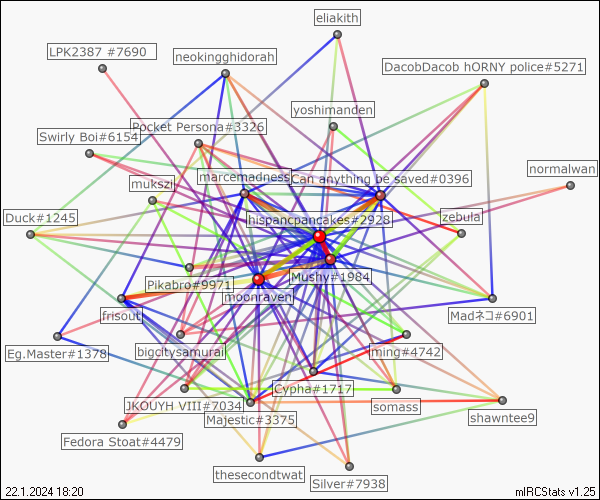 eliakith
LPK2387 #7690
neokingghidorah
DacobDacob hORNY police#5271
yoshimanden
Pocket Persona#3326
Swirly Boi#6154
normalwan
marcemadness
Can anything be saved#0396
mukszi
Duck#1245
hispancpancakes#2928
zebula
Mushy#1984
Pikabro#9971
moonraven
frisout
Madネコ#6901
Eg.Master#1378
bigcitysamurai
ming#4742
Cypha#1717
JKOUYH VIII#7034
somass
Majestic#3375
shawntee9
Fedora Stoat#4479
thesecondtwat
Silver#7938
22.1.2024 18:20
mIRCStats v1.25